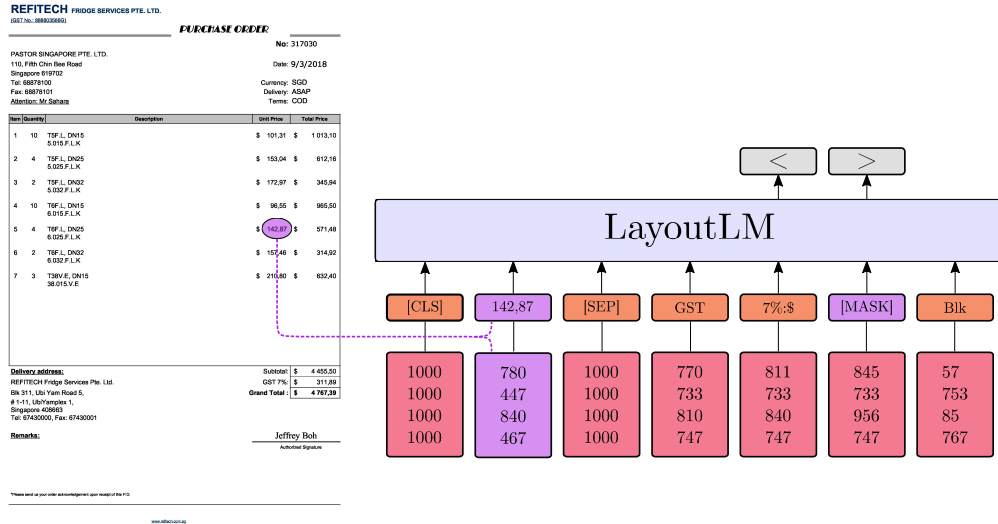 REFITECH FRIDGE SERVICES PTE. LTD.
(GST No.: 888803566G)
PURCHASE ORDER
No: 317030
PASTOR SINGAPORE PTE. LTD.
110, Fifth Chin Bee Road
Date: 9/3/2018
Singapore 619702
Tel: 68878100
Currency: SGD
Fax: 68878101
Delivery: ASAP
Attention: Mr Sahara
Terms: COD
Item Quantity Description Unit Price Total Price
1 10 T5F.L, DN15 $ 101,31 $ 1 013,10
5.015.F.L.K
2 4 T5F.L, DN25 $ 153,04 $ 612,16
5.025.F.L.K
3 2 T5F.L, DN32 $ 172,97 $ 345,94
5.032.F.L.K
4 10 T6F.L, DN15 $ 96,55 $ 965,50
6.015.F.L.K
5 4 T6F.L, DN25 $ 142,87 $ 571,48
6.025.F.L.K
6 2 T6F.L, DN32 $ 157,46 $ 314,92
6.032.F.L.K
7 3 T38V.E, DN15 $ 210,80 $ 632,40
38.015.V.E
Delivery address:
Subtotal: $ 4 455,50
REFITECH Fridge Services Pte. Ltd.
GST 7%: $ 311,89
Blk 311, Ubi Yam Road 5,
Grand Total : $ 4 767,39
# 1-11, UbiYamplex 1,
Singapore 408663
Tel: 67430000, Fax: 67430001
Remarks:
Jeffrey Boh
Authorized Signature
*Please send us your order acknowledgement upon receipt of this P.O.
www.refitech.com.sg
< >
LayoutLM
[CLS] 142,87 [SEP] GST 7%:$ [MASK] Blk
1000 780 1000 770 811 845 57
1000 447 1000 733 733 733 753
1000 840 1000 810 840 956 85
1000 467 1000 747 747 747 767